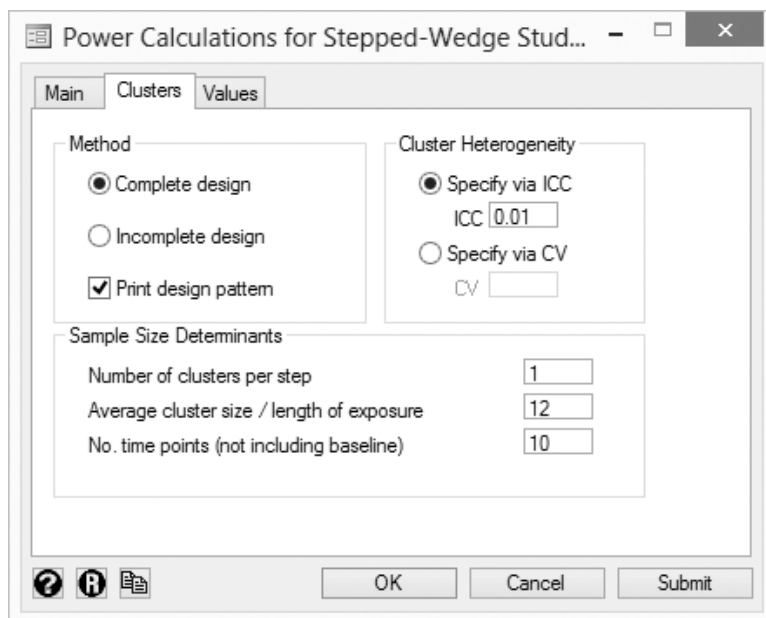 Power Calculations for Stepped-Wedge Stud...
Main Clusters Values
Method
Complete design
Incomplete design
Print design pattern
Cluster Heterogeneity
Specify via ICC
ICC 0.01
Specify via CV
CV
Sample Size Determinants
Number of clusters per step 1
Average cluster size / length of exposure 12
No. time points (not including baseline) 10
? R OK Cancel Submit